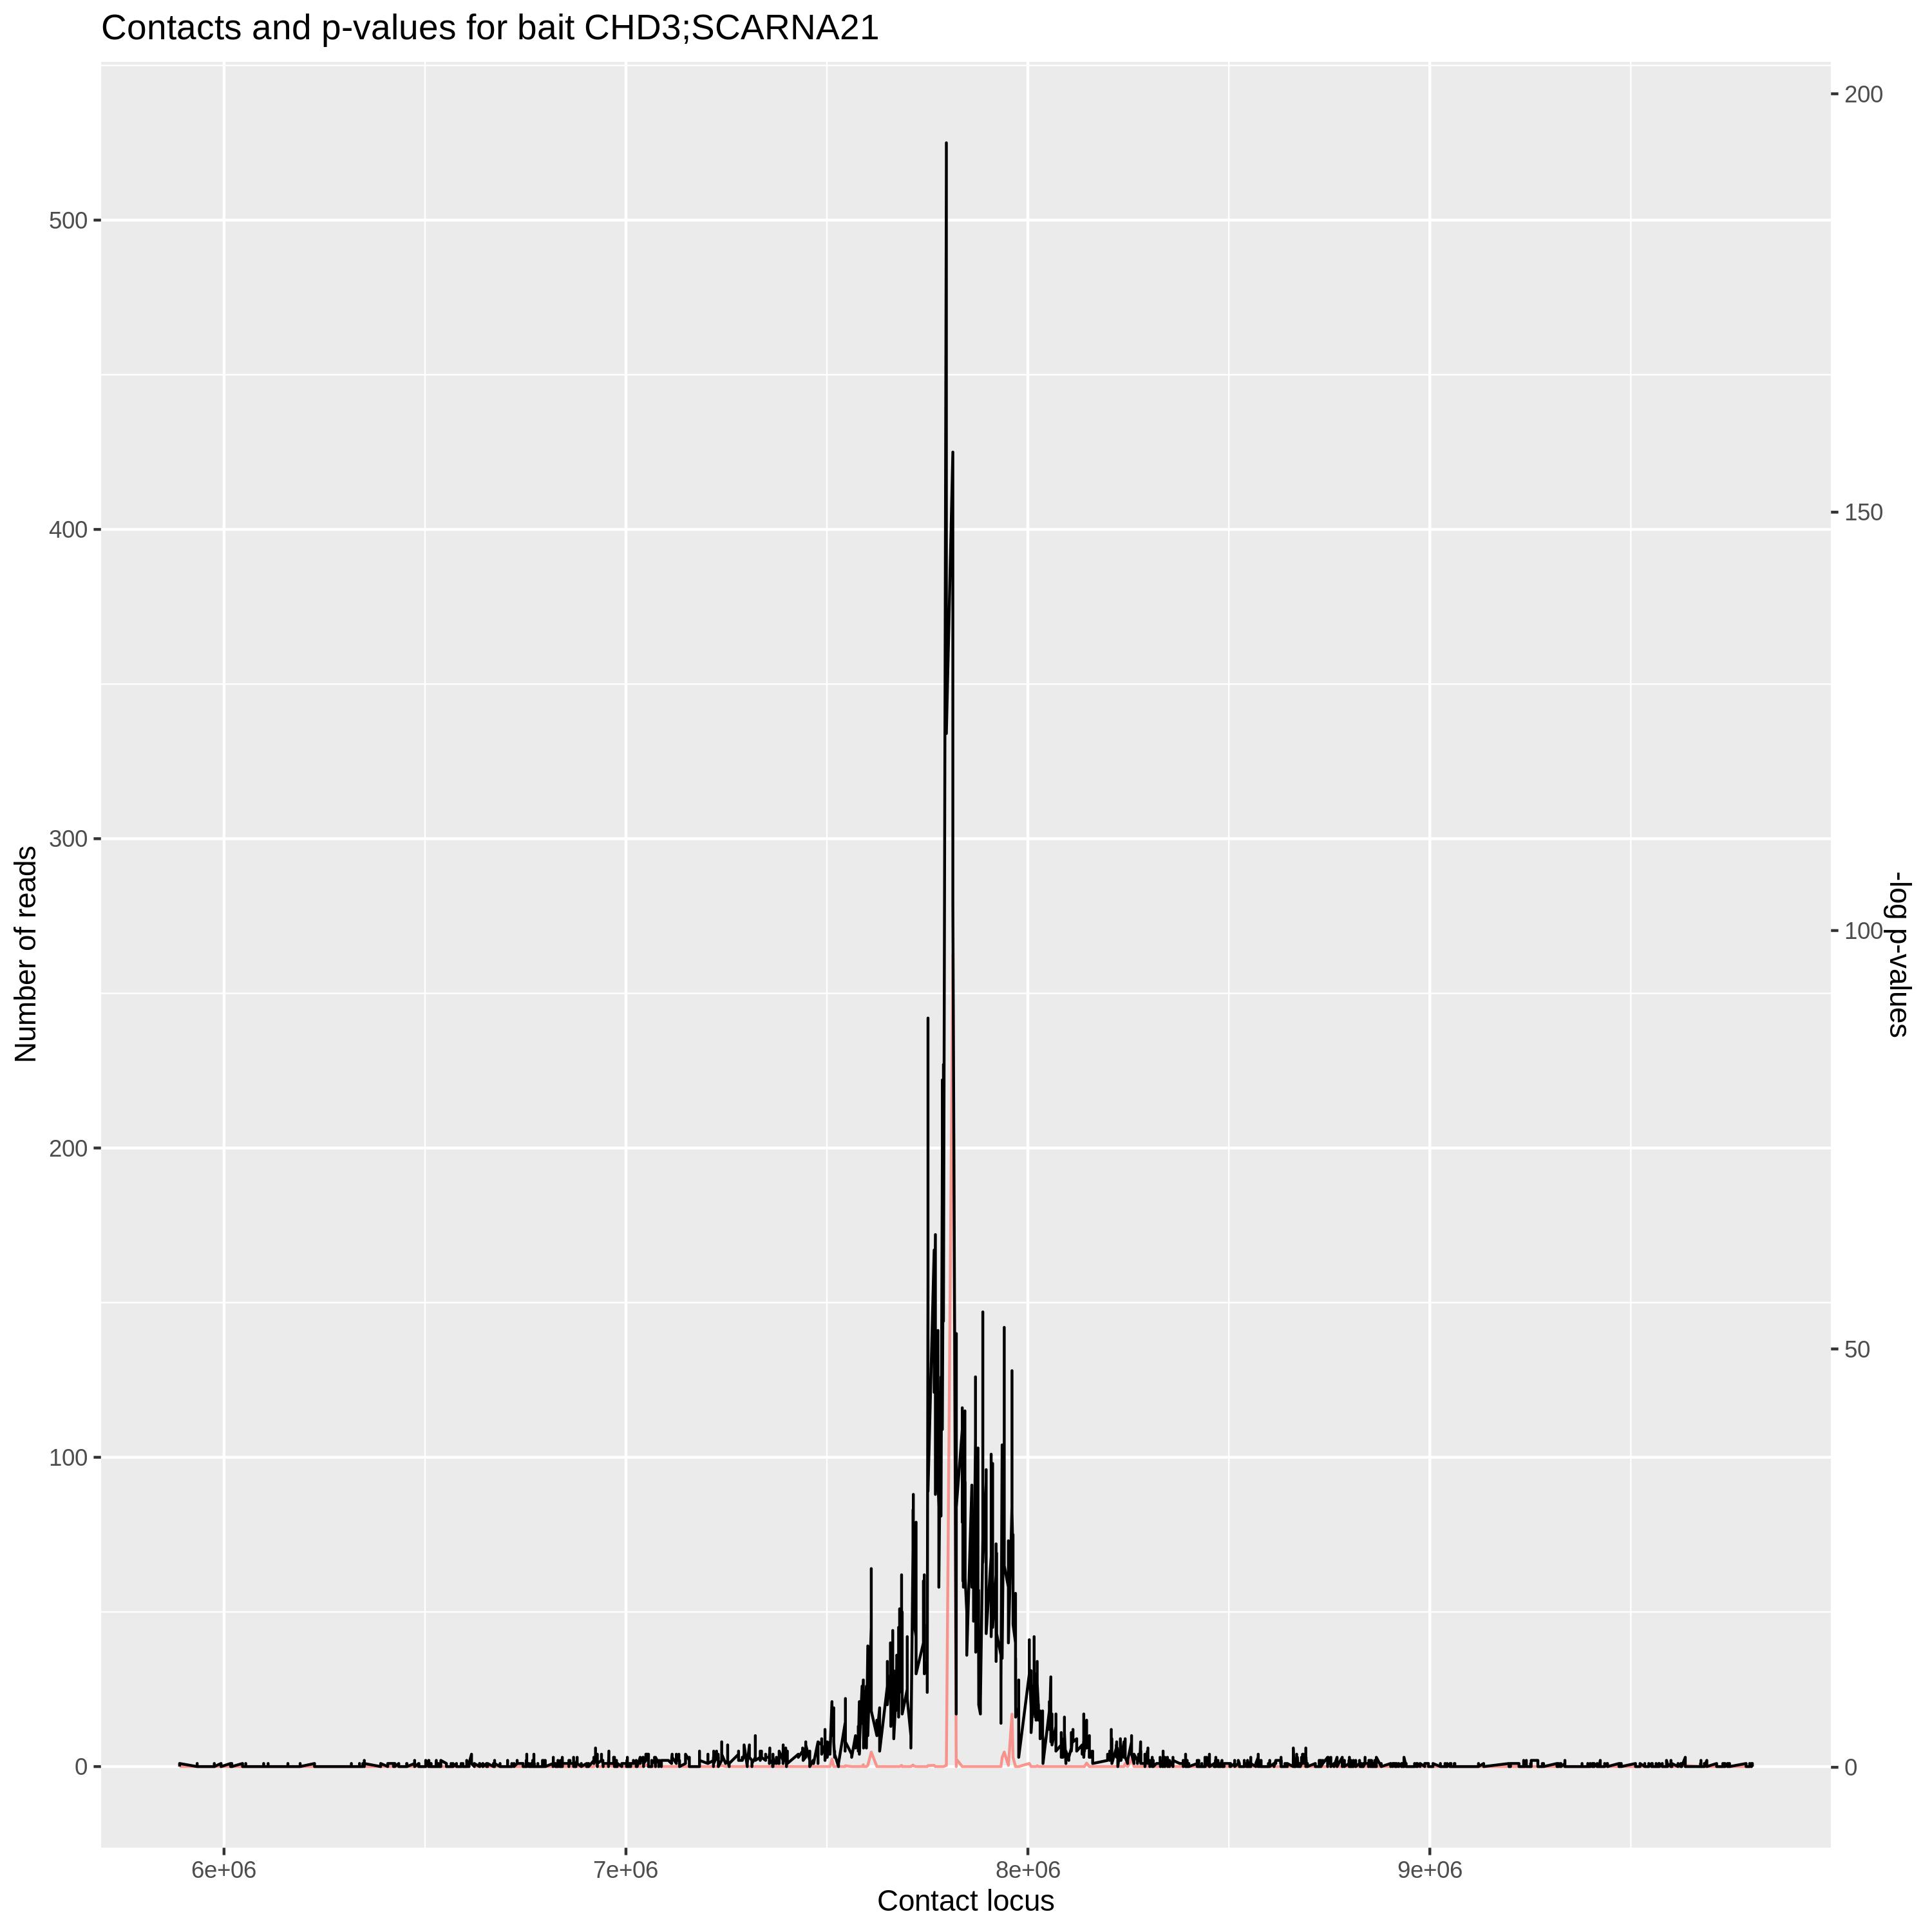 Contacts and p-values for bait CHD3;SCARNA21
200
500
400
150
300
Number of reads
100
-log p-values
200
50
100
0
0
6e+06 7e+06 8e+06 9e+06
Contact locus